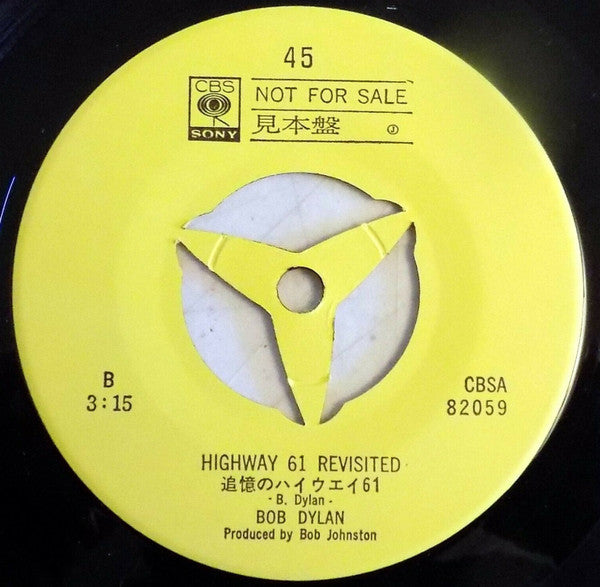 45
CBS
SONY
NOT FOR SALE
見本盤 Ⓙ
B
3:15
CBSA
82059
HIGHWAY 61 REVISITED
追憶のハイウエイ61
- B. Dylan -
BOB DYLAN
Produced by Bob Johnston